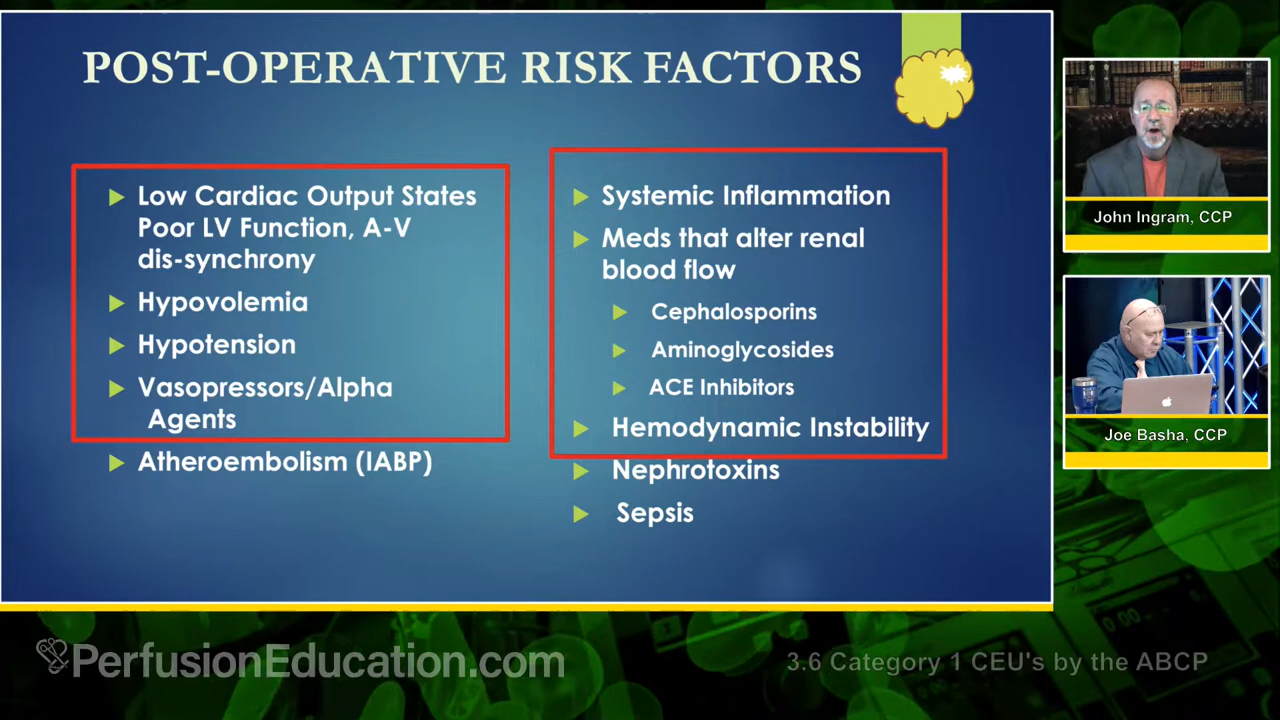 POST-OPERATIVE RISK FACTORS
Low Cardiac Output States
Poor LV Function, A-V
dis-synchrony
Hypovolemia
Hypotension
Vasopressors/Alpha
Agents
Atheroembolism (IABP)
Systemic Inflammation
Meds that alter renal
blood flow
Cephalosporins
Aminoglycosides
ACE Inhibitors
Hemodynamic Instability
Nephrotoxins
Sepsis
John Ingram, CCP
Joe Basha, CCP
PerfusionEducation.com
3.6 Category 1 CEU's by the ABCP